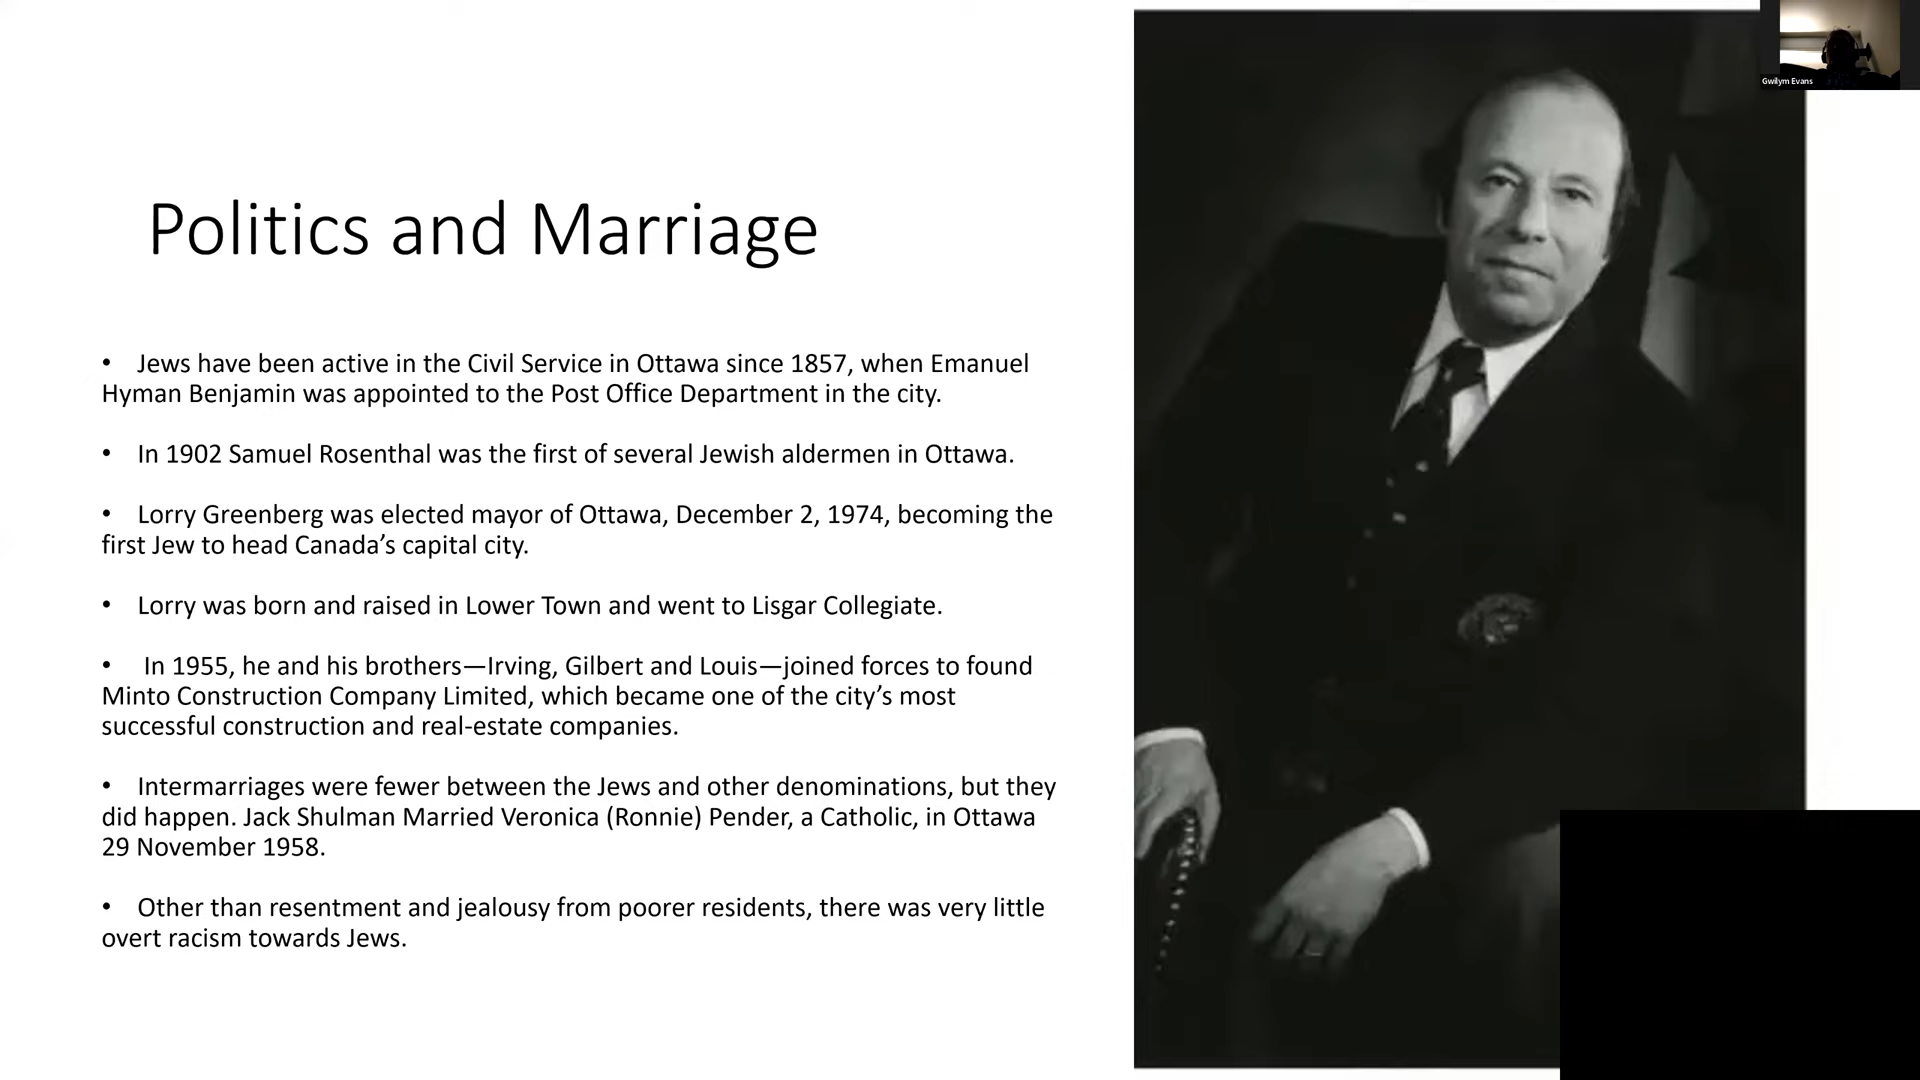 Gwilym Evans
Politics and Marriage
• Jews have been active in the Civil Service in Ottawa since 1857, when Emanuel
Hyman Benjamin was appointed to the Post Office Department in the city.
• In 1902 Samuel Rosenthal was the first of several Jewish aldermen in Ottawa.
• Lorry Greenberg was elected mayor of Ottawa, December 2, 1974, becoming the
first Jew to head Canada’s capital city.
• Lorry was born and raised in Lower Town and went to Lisgar Collegiate.
• In 1955, he and his brothers—Irving, Gilbert and Louis—joined forces to found
Minto Construction Company Limited, which became one of the city’s most
successful construction and real-estate companies.
• Intermarriages were fewer between the Jews and other denominations, but they
did happen. Jack Shulman Married Veronica (Ronnie) Pender, a Catholic, in Ottawa
29 November 1958.
• Other than resentment and jealousy from poorer residents, there was very little
overt racism towards Jews.